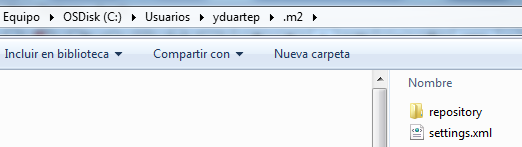 Equipo ▸ OSDisk (C:) ▸ Usuarios ▸ yduartep ▸ .m2 ▸
Incluir en biblioteca ▼ Compartir con ▼ Nueva carpeta
Nombre
repository
settings.xml